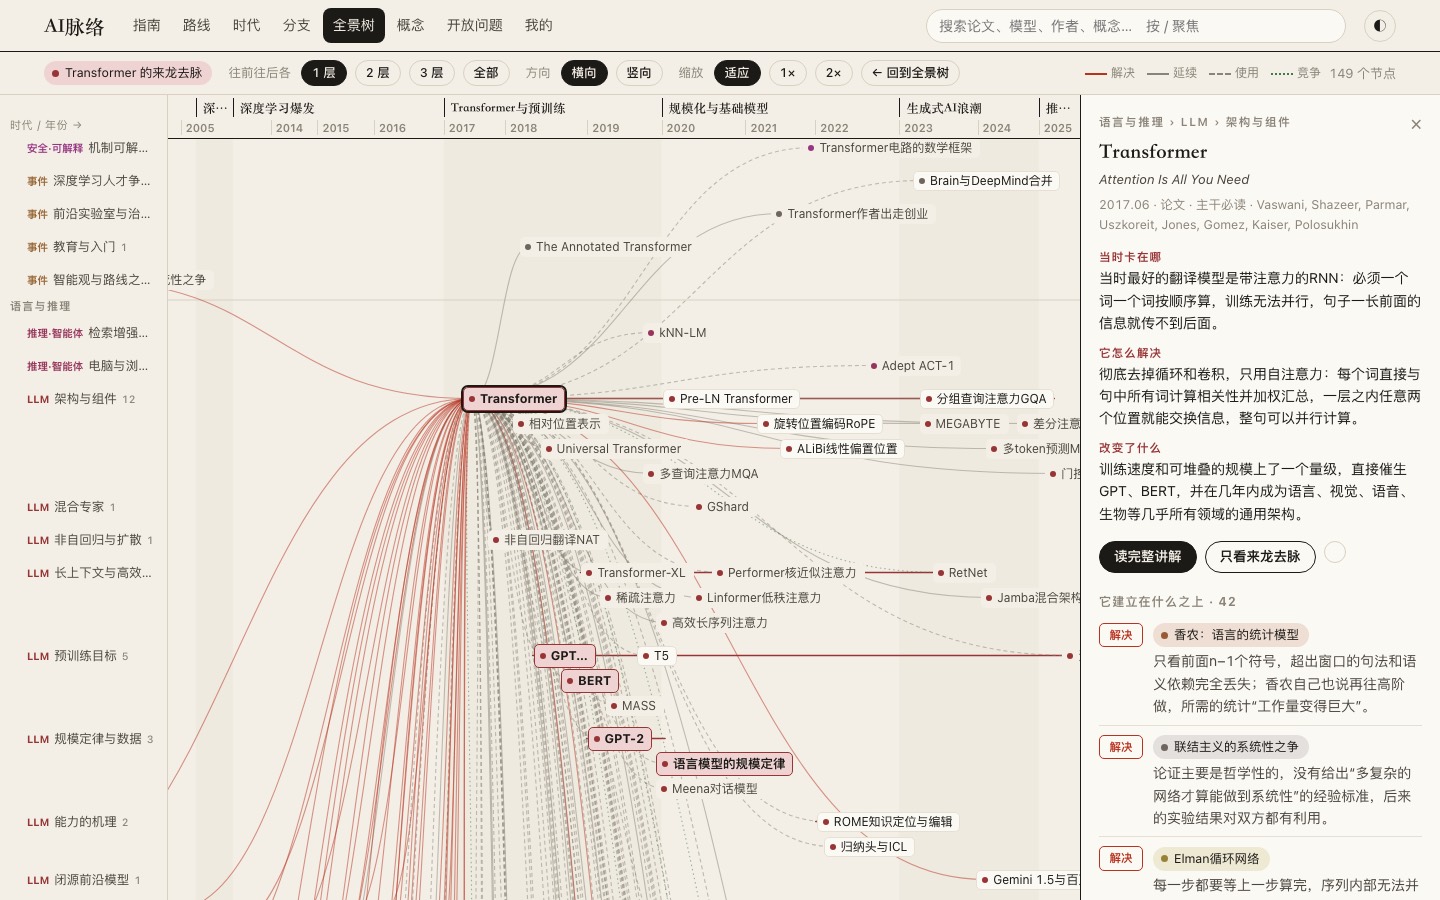 AI脉络
指南
路线
时代
分支
全景树
概念
开放问题
我的
搜索论文、模型、作者、概念… 按 / 聚焦
Transformer 的来龙去脉
往前往后各
1 层
2 层
3 层
全部
方向
横向
竖向
缩放
适应
1×
2×
← 回到全景树
解决
延续
使用
竞争
149 个节点
时代 / 年份 →
深…
深度学习爆发
Transformer与预训练
规模化与基础模型
生成式AI浪潮
推…
2005
2014
2015
2016
2017
2018
2019
2020
2021
2022
2023
2024
2025
安全·可解释 机制可解…
事件 深度学习人才争…
事件 前沿实验室与治…
事件 教育与入门 1
事件 智能观与路线之…
语言与推理
推理·智能体 检索增强…
推理·智能体 电脑与浏…
LLM 架构与组件 12
LLM 混合专家 1
LLM 非自回归与扩散 1
LLM 长上下文与高效…
LLM 预训练目标 5
LLM 规模定律与数据 3
LLM 能力的机理 2
LLM 闭源前沿模型 1
Transformer电路的数学框架
Brain与DeepMind合并
Transformer作者出走创业
The Annotated Transformer
性之争
kNN-LM
Adept ACT-1
Transformer
Pre-LN Transformer
分组查询注意力GQA
相对位置表示
旋转位置编码RoPE
MEGABYTE
差分注意
Universal Transformer
ALiBi线性偏置位置
多token预测M
多查询注意力MQA
门控
GShard
非自回归翻译NAT
Transformer-XL
Performer核近似注意力
RetNet
稀疏注意力
Linformer低秩注意力
Jamba混合架构
高效长序列注意力
GPT…
T5
BERT
MASS
GPT-2
语言模型的规模定律
Meena对话模型
ROME知识定位与编辑
归纳头与ICL
Gemini 1.5与百
语言与推理 › LLM › 架构与组件
×
Transformer
Attention Is All You Need
2017.06 · 论文 · 主干必读 · Vaswani, Shazeer, Parmar,
Uszkoreit, Jones, Gomez, Kaiser, Polosukhin
当时卡在哪
当时最好的翻译模型是带注意力的RNN：必须一个
词一个词按顺序算，训练无法并行，句子一长前面的
信息就传不到后面。
它怎么解决
彻底去掉循环和卷积，只用自注意力：每个词直接与
句中所有词计算相关性并加权汇总，一层之内任意两
个位置就能交换信息，整句可以并行计算。
改变了什么
训练速度和可堆叠的规模上了一个量级，直接催生
GPT、BERT，并在几年内成为语言、视觉、语音、
生物等几乎所有领域的通用架构。
读完整讲解
只看来龙去脉
它建立在什么之上 · 42
解决
香农：语言的统计模型
只看前面n−1个符号，超出窗口的句法和语
义依赖完全丢失；香农自己也说再往高阶
做，所需的统计“工作量变得巨大”。
解决
联结主义的系统性之争
论证主要是哲学性的，没有给出“多复杂的
网络才算能做到系统性”的经验标准，后来
的实验结果对双方都有利用。
解决
Elman循环网络
每一步都要等上一步算完，序列内部无法并